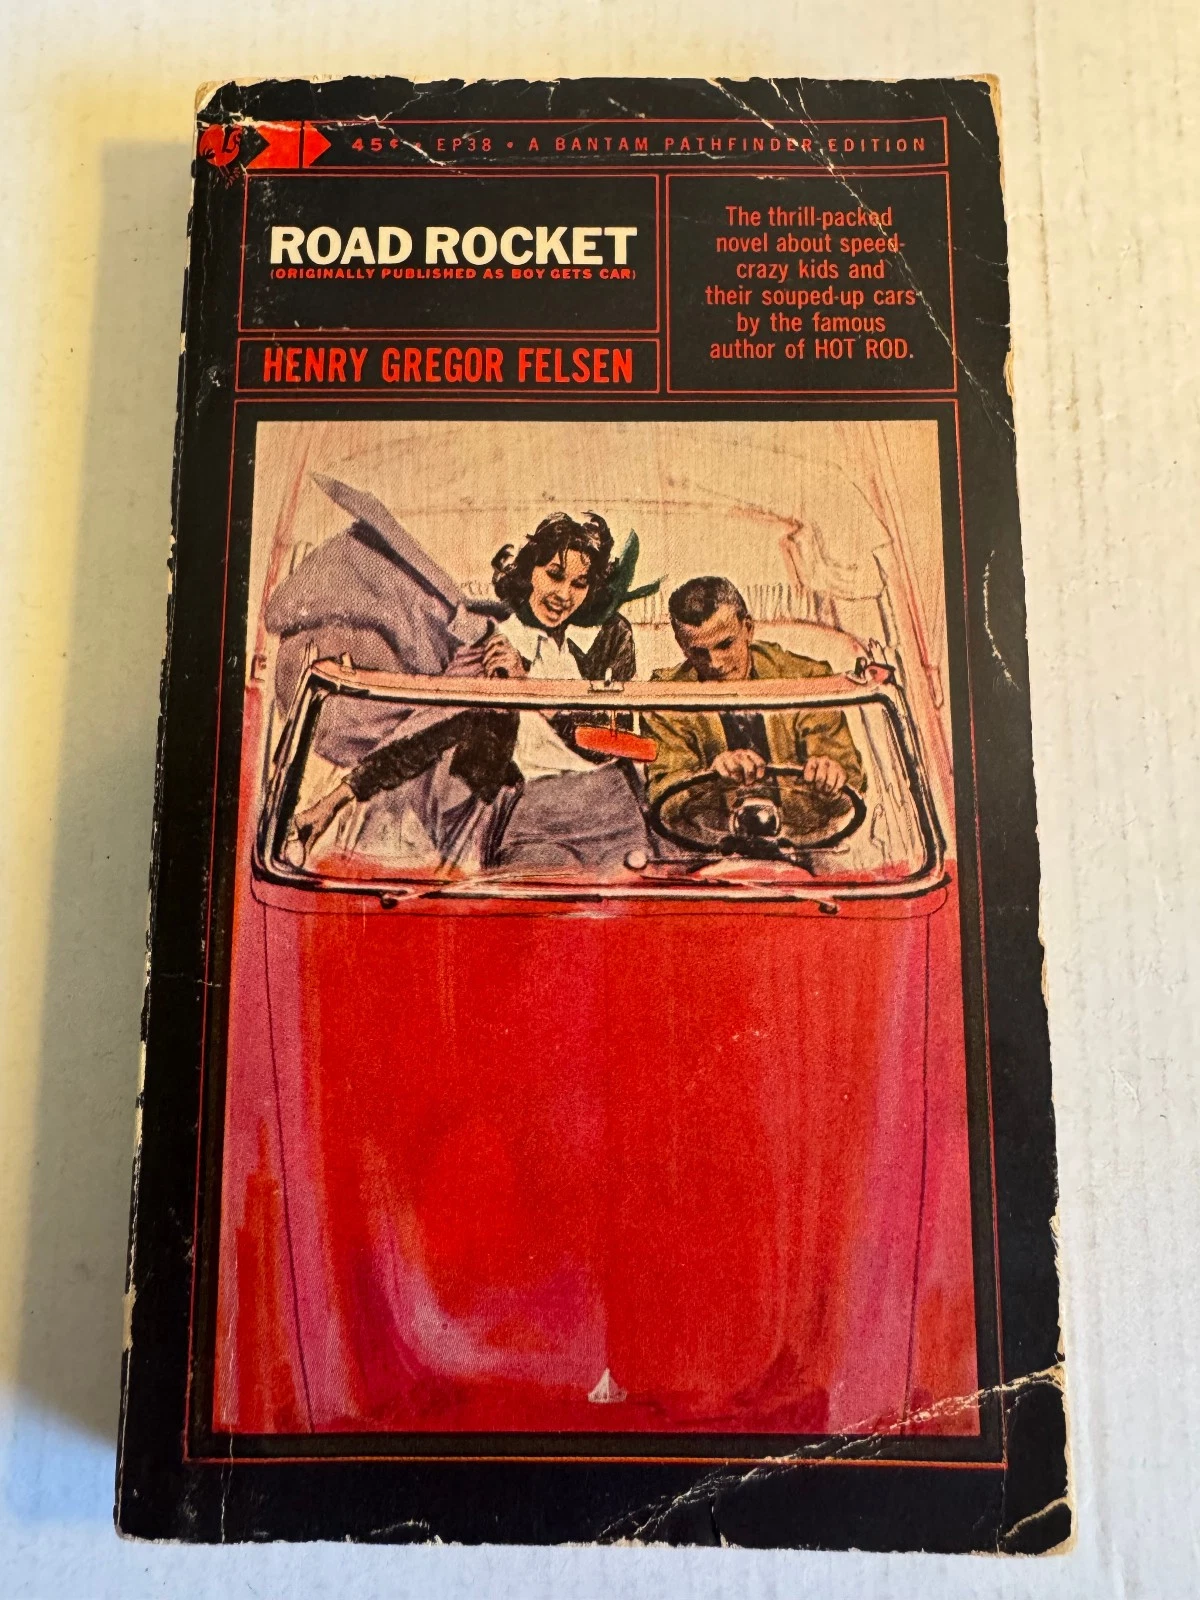 45¢ • EP38 • A BANTAM PATHFINDER EDITION
ROAD ROCKET
(ORIGINALLY PUBLISHED AS BOY GETS CAR)
HENRY GREGOR FELSEN
The thrill-packed
novel about speed-
crazy kids and
their souped-up cars
by the famous
author of HOT ROD.